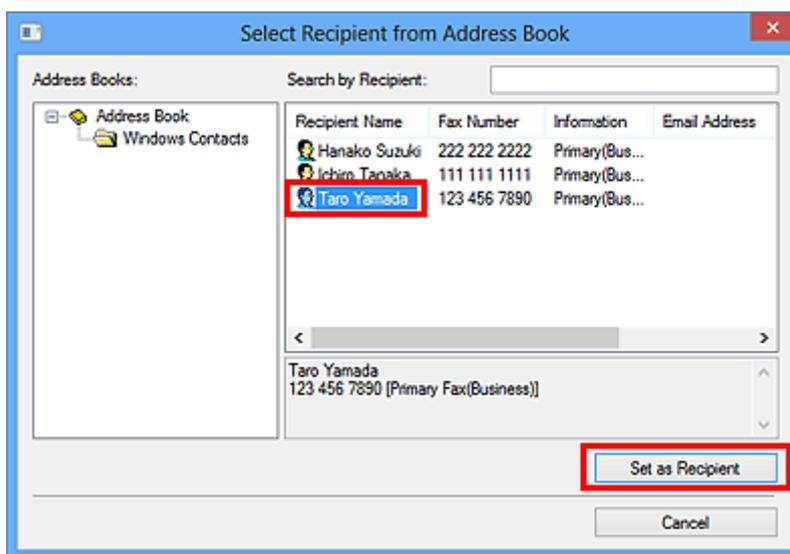 Select Recipient from Address Book
Address Books:
Search by Recipient:
Address Book
Windows Contacts
Recipient Name Fax Number Information Email Address
Hanako Suzuki 222 222 2222 Primary(Bus...
Ichiro Tanaka 111 111 1111 Primary(Bus...
Taro Yamada 123 456 7890 Primary(Bus...
Taro Yamada
123 456 7890 [Primary Fax(Business)]
Set as Recipient
Cancel